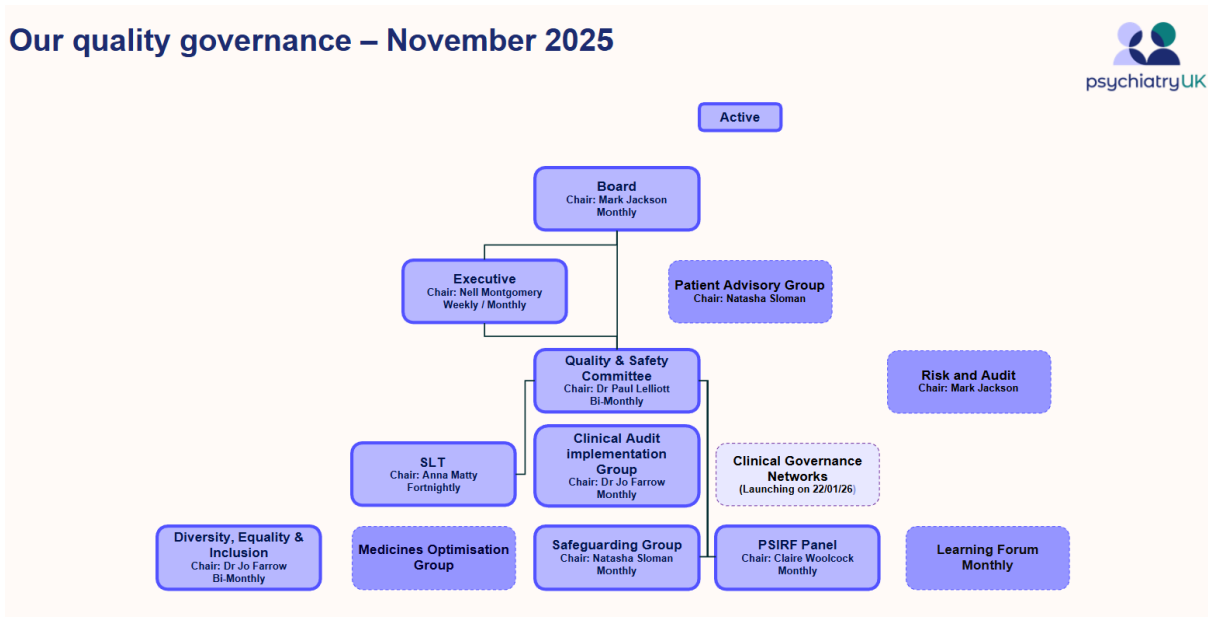 Our quality governance – November 2025
psychiatryUK
Active
Board
Chair: Mark Jackson
Monthly
Executive
Chair: Nell Montgomery
Weekly / Monthly
Patient Advisory Group
Chair: Natasha Sloman
Quality & Safety
Committee
Chair: Dr Paul Lelliott
Bi-Monthly
Risk and Audit
Chair: Mark Jackson
SLT
Chair: Anna Matty
Fortnightly
Clinical Audit
implementation
Group
Chair: Dr Jo Farrow
Monthly
Clinical Governance
Networks
(Launching on 22/01/26)
Diversity, Equality &
Inclusion
Chair: Dr Jo Farrow
Bi-Monthly
Medicines Optimisation
Group
Safeguarding Group
Chair: Natasha Sloman
Monthly
PSIRF Panel
Chair: Claire Woolcock
Monthly
Learning Forum
Monthly